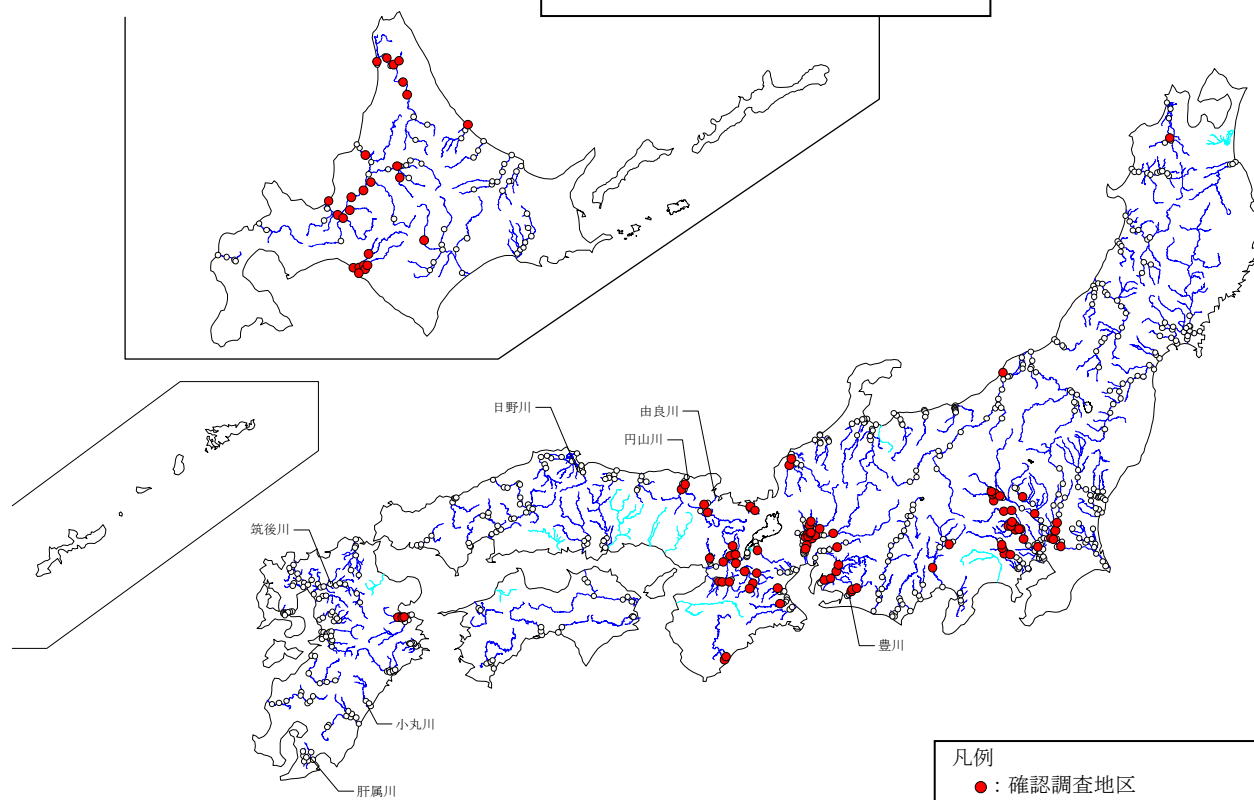 日野川
由良川
円山川
筑後川
豊川
小丸川
肝属川
凡例
●：確認調査地区